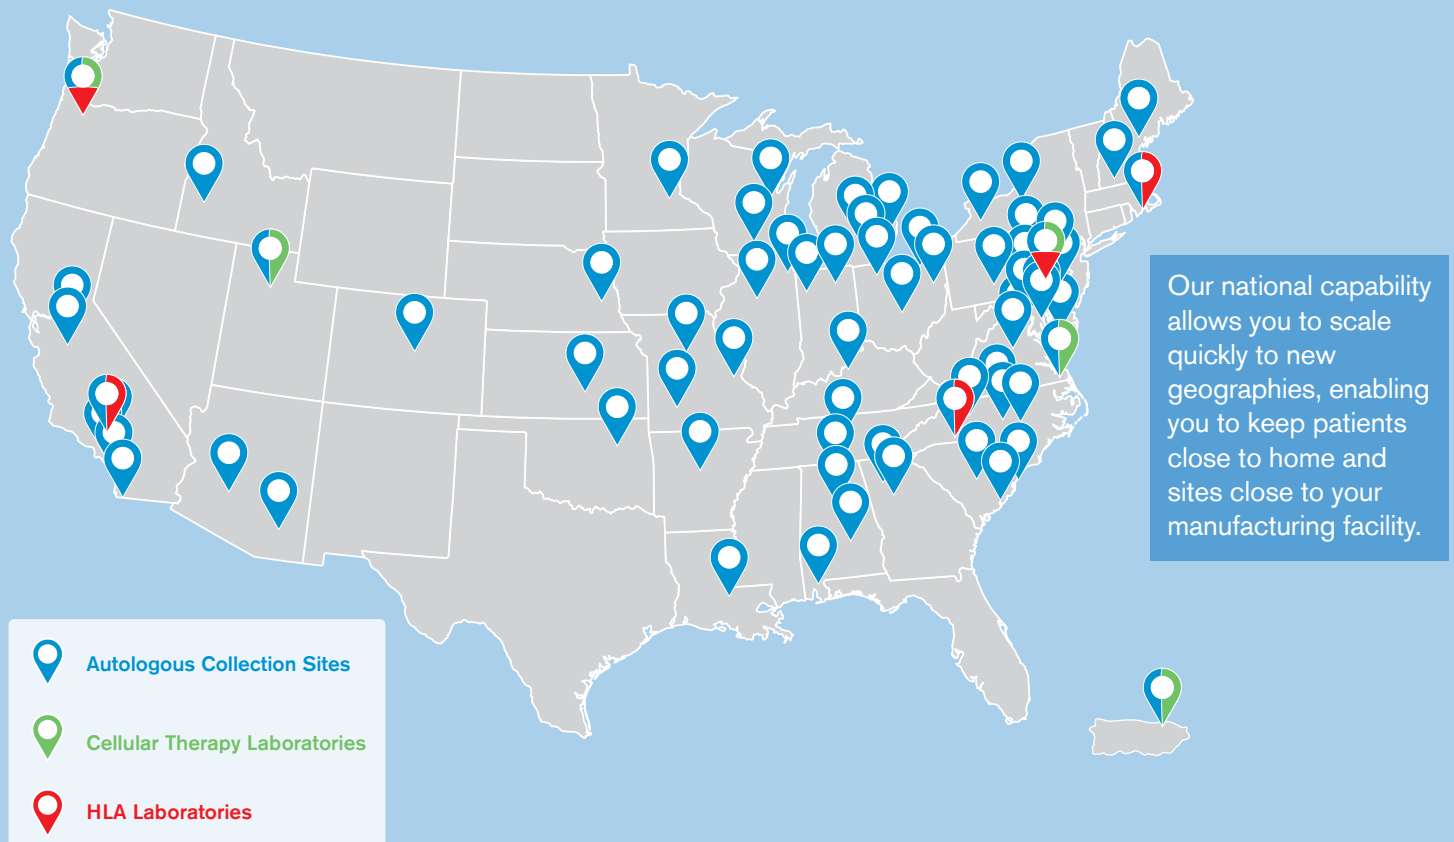 Our national capability
allows you to scale
quickly to new
geographies, enabling
you to keep patients
close to home and
sites close to your
manufacturing facility.
Autologous Collection Sites
Cellular Therapy Laboratories
HLA Laboratories